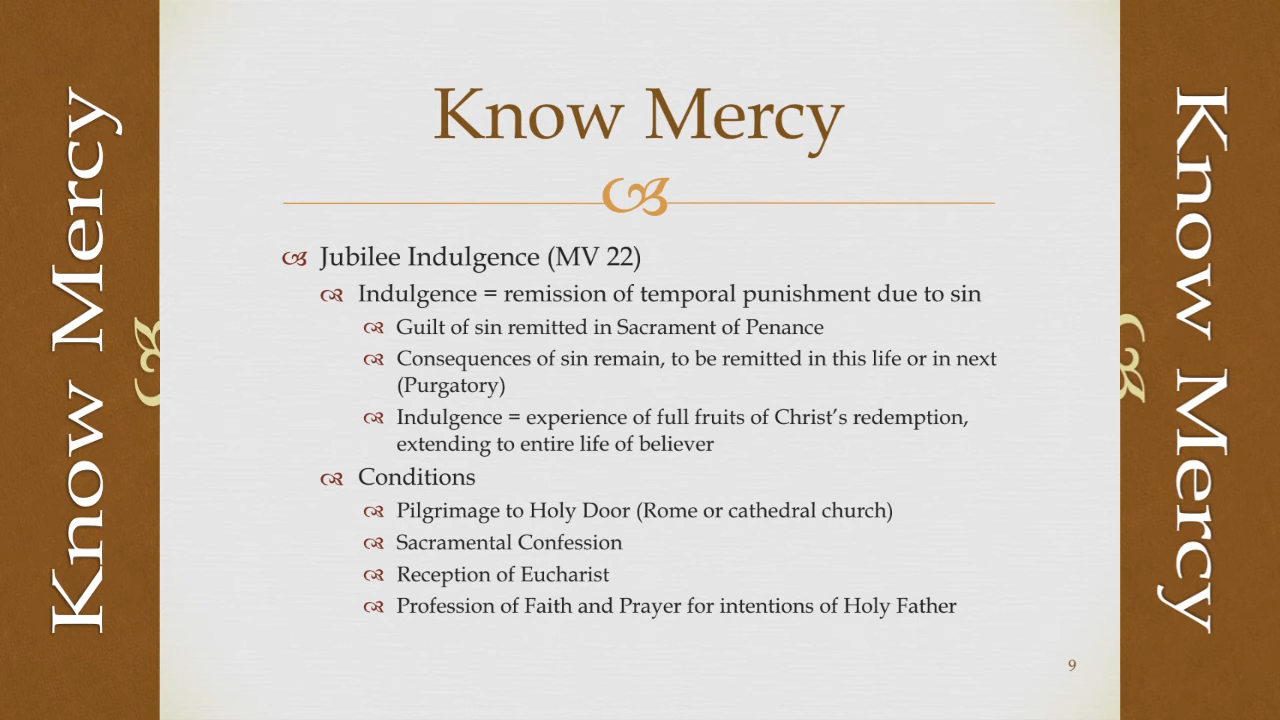 Know Mercy
Know Mercy
Jubilee Indulgence (MV 22)
Indulgence = remission of temporal punishment due to sin
Guilt of sin remitted in Sacrament of Penance
Consequences of sin remain, to be remitted in this life or in next
(Purgatory)
Indulgence = experience of full fruits of Christ’s redemption,
extending to entire life of believer
Conditions
Pilgrimage to Holy Door (Rome or cathedral church)
Sacramental Confession
Reception of Eucharist
Profession of Faith and Prayer for intentions of Holy Father
9
Know Mercy